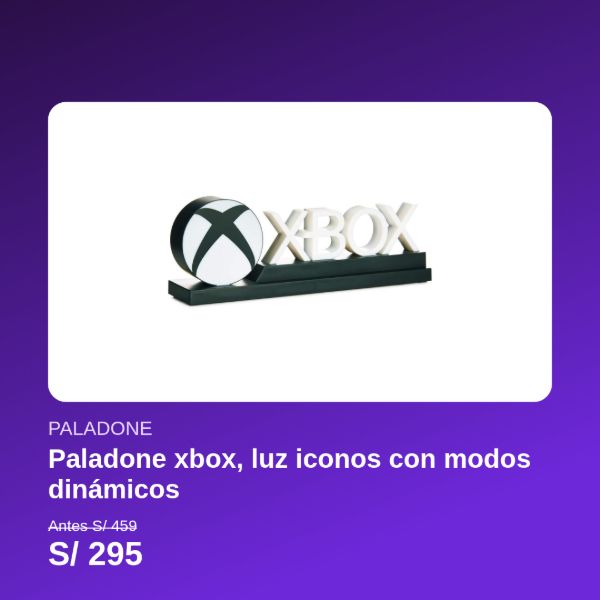 XBOX
PALADONE
Paladone xbox, luz iconos con modos
dinámicos
Antes S/ 459
S/ 295